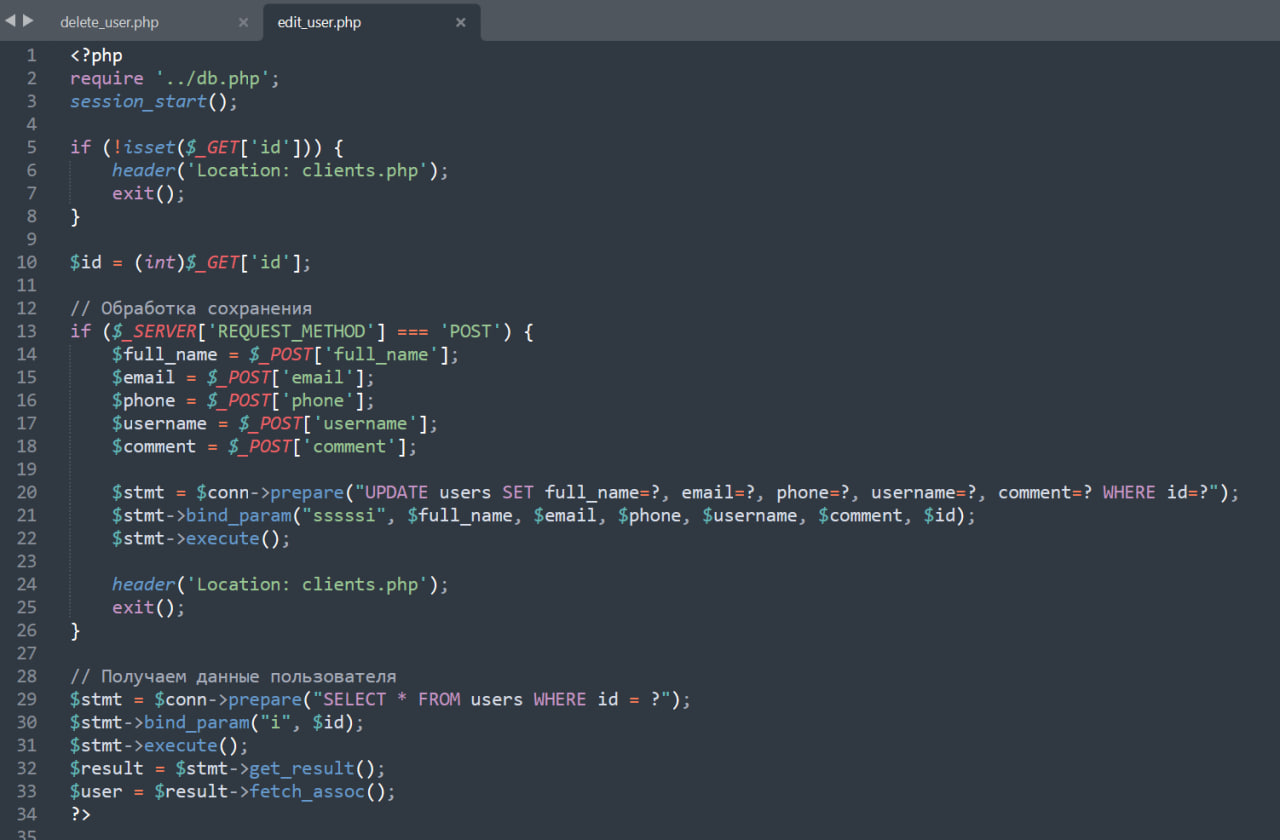 delete_user.php × edit_user.php ×
1 <?php
2 require '../db.php';
3 session_start();
4
5 if (!isset($_GET['id'])) {
6     header('Location: clients.php');
7     exit();
8 }
9
10 $id = (int)$_GET['id'];
11
12 // Обработка сохранения
13 if ($_SERVER['REQUEST_METHOD'] === 'POST') {
14     $full_name = $_POST['full_name'];
15     $email = $_POST['email'];
16     $phone = $_POST['phone'];
17     $username = $_POST['username'];
18     $comment = $_POST['comment'];
19
20     $stmt = $conn->prepare("UPDATE users SET full_name=?, email=?, phone=?, username=?, comment=? WHERE id=?");
21     $stmt->bind_param("sssssi", $full_name, $email, $phone, $username, $comment, $id);
22     $stmt->execute();
23
24     header('Location: clients.php');
25     exit();
26 }
27
28 // Получаем данные пользователя
29 $stmt = $conn->prepare("SELECT * FROM users WHERE id = ?");
30 $stmt->bind_param("i", $id);
31 $stmt->execute();
32 $result = $stmt->get_result();
33 $user = $result->fetch_assoc();
34 ?>
35